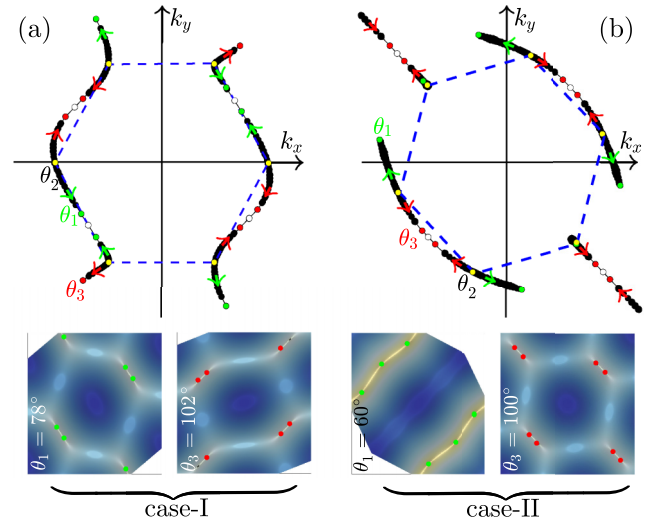 (a)
k_y
k_x
θ_2
θ_1
θ_3
(b)
k_y
k_x
θ_1
θ_3
θ_2
θ_1 = 78°
θ_3 = 102°
θ_1 = 60°
θ_3 = 100°
case-I
case-II